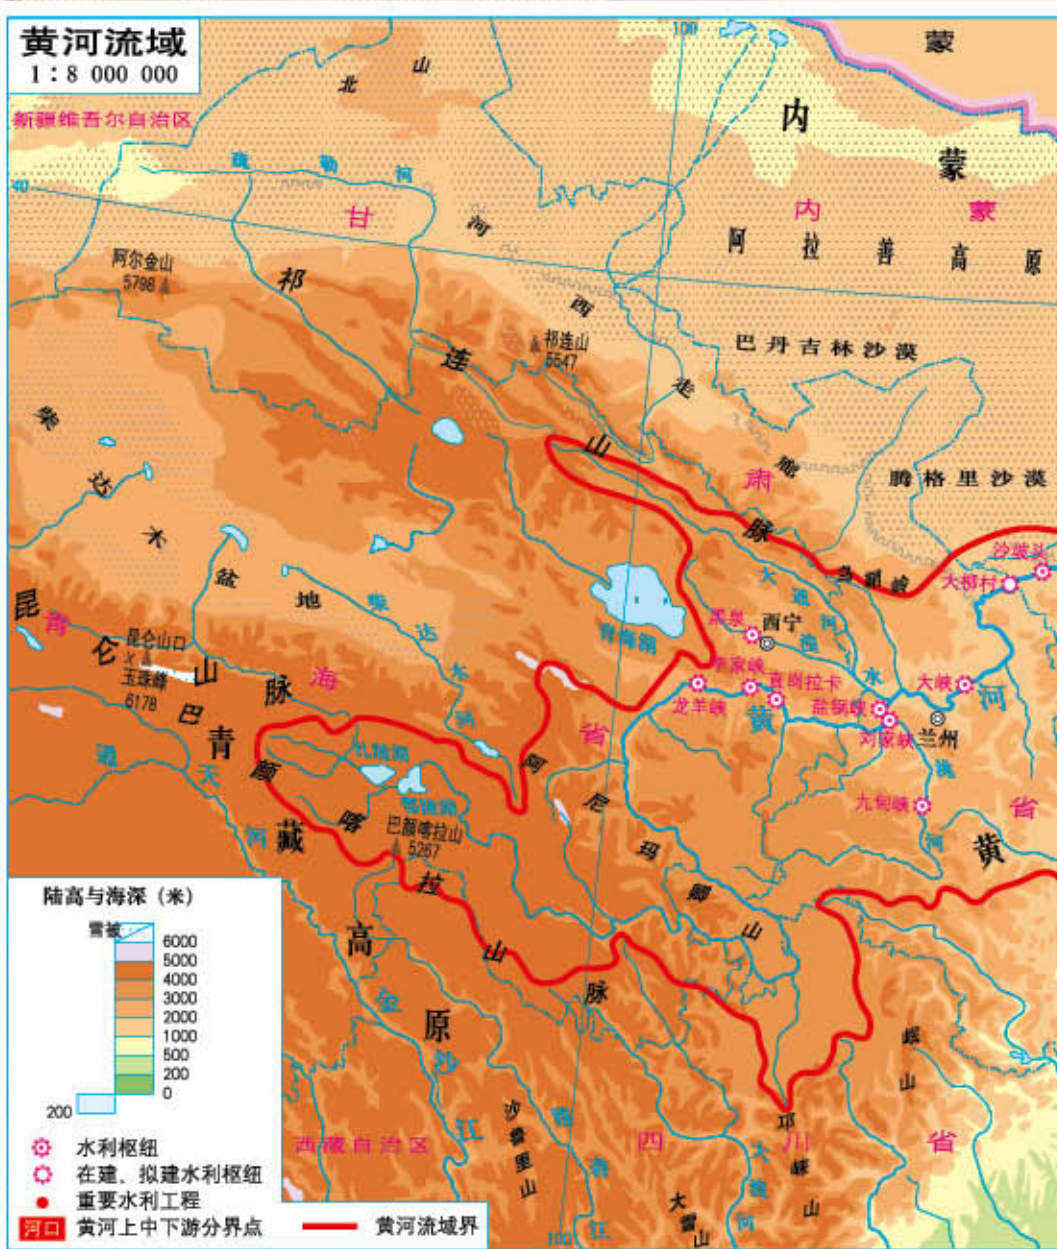 黄河流域
1:8 000 000
100
蒙
北 山
新疆维吾尔自治区
内蒙
疏勒河
40
甘
内 蒙
河西走廊
阿拉善高原
阿尔金山
5798
祁连山脉
祁连山
5547
巴丹吉林沙漠
柴达木盆地
肃
腾格里沙漠
沙坡头
大柳村
乌鞘岭
大通河
柴达木河
青海湖
黑泉
西宁
湟水
昆仑山脉
青
海
省
昆仑山口
玉珠峰
6178
李家峡
直岗拉卡
龙羊峡
黄
盐锅峡
刘家峡
大峡
河
兰州
洮河
九甸峡
省
黄
通天河
青藏高原
巴颜喀拉山脉
扎陵湖
鄂陵湖
巴颜喀拉山
5267
阿尼玛卿山
陆高与海深（米）
雪被
6000
5000
4000
3000
2000
1000
500
200
0
200
金沙江
沙鲁里山
雅砻江
西藏自治区
四川省
大雪山
大渡河
邛崃山
岷山
100
水利枢纽
在建、拟建水利枢纽
重要水利工程
河口 黄河上中下游分界点
黄河流域界